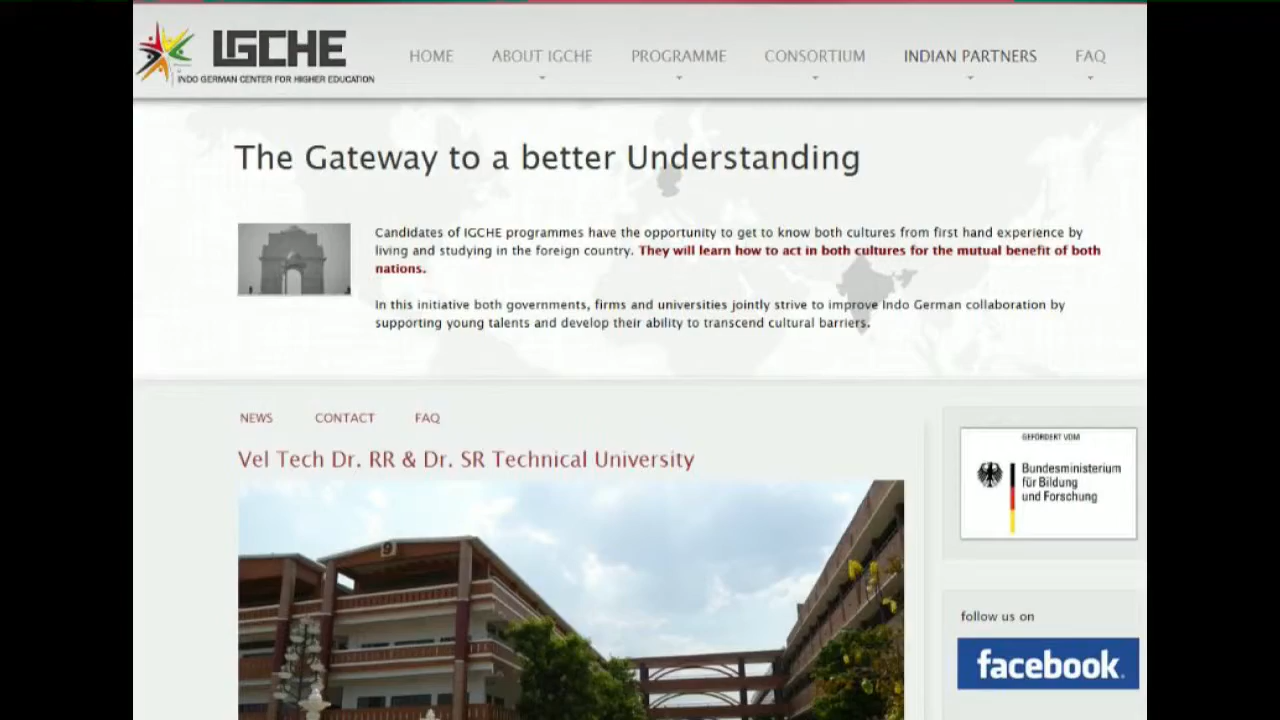 IGCHE
INDO GERMAN CENTER FOR HIGHER EDUCATION
HOME ABOUT IGCHE PROGRAMME CONSORTIUM INDIAN PARTNERS FAQ
The Gateway to a better Understanding
Candidates of IGCHE programmes have the opportunity to get to know both cultures from first hand experience by
living and studying in the foreign country. They will learn how to act in both cultures for the mutual benefit of both
nations.
In this initiative both governments, firms and universities jointly strive to improve Indo German collaboration by
supporting young talents and develop their ability to transcend cultural barriers.
NEWS CONTACT FAQ
Vel Tech Dr. RR & Dr. SR Technical University
9
GEFÖRDERT VOM
Bundesministerium
für Bildung
und Forschung
follow us on
facebook.